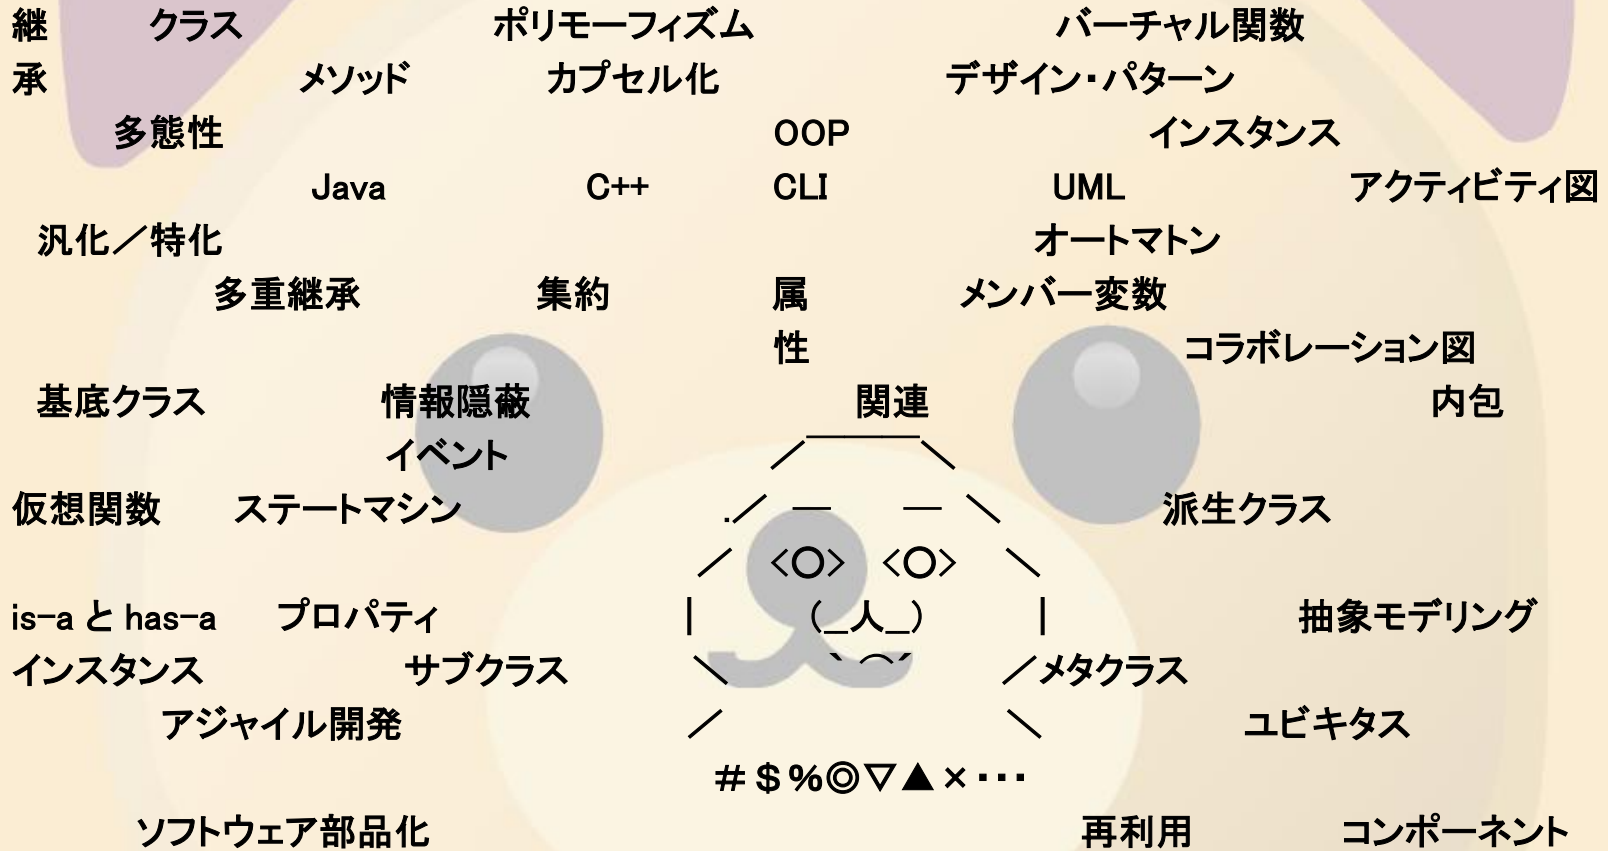 継 クラス ポリモーフィズム バーチャル関数
承 メソッド カプセル化 デザイン・パターン
多態性 OOP インスタンス
Java C++ CLI UML アクティビティ図
汎化／特化 オートマトン
多重継承 集約 属 メンバー変数
性 コラボレーション図
基底クラス 情報隠蔽 関連 内包
イベント ／￣￣￣＼
仮想関数 ステートマシン .／ ― ― ＼ 派生クラス
／ <○> <○> ＼
is-a と has-a プロパティ | (__人__) | 抽象モデリング
インスタンス サブクラス ＼ ｀⌒´ ／メタクラス
アジャイル開発 ／ ＼ ユビキタス
＃＄%◎▽▲×・・・
ソフトウェア部品化 再利用 コンポーネント